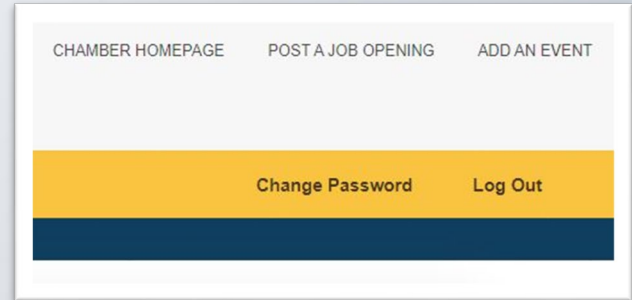 CHAMBER HOMEPAGE POST A JOB OPENING ADD AN EVENT
Change Password Log Out